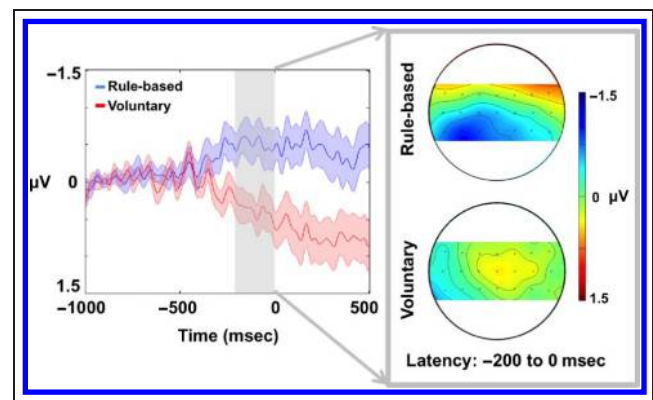 −1.5
Rule-based
Voluntary
μV
0
1.5
−1000
−500
0
500
Time (msec)
Rule-based
Voluntary
−1.5
0 μV
1.5
Latency: −200 to 0 msec